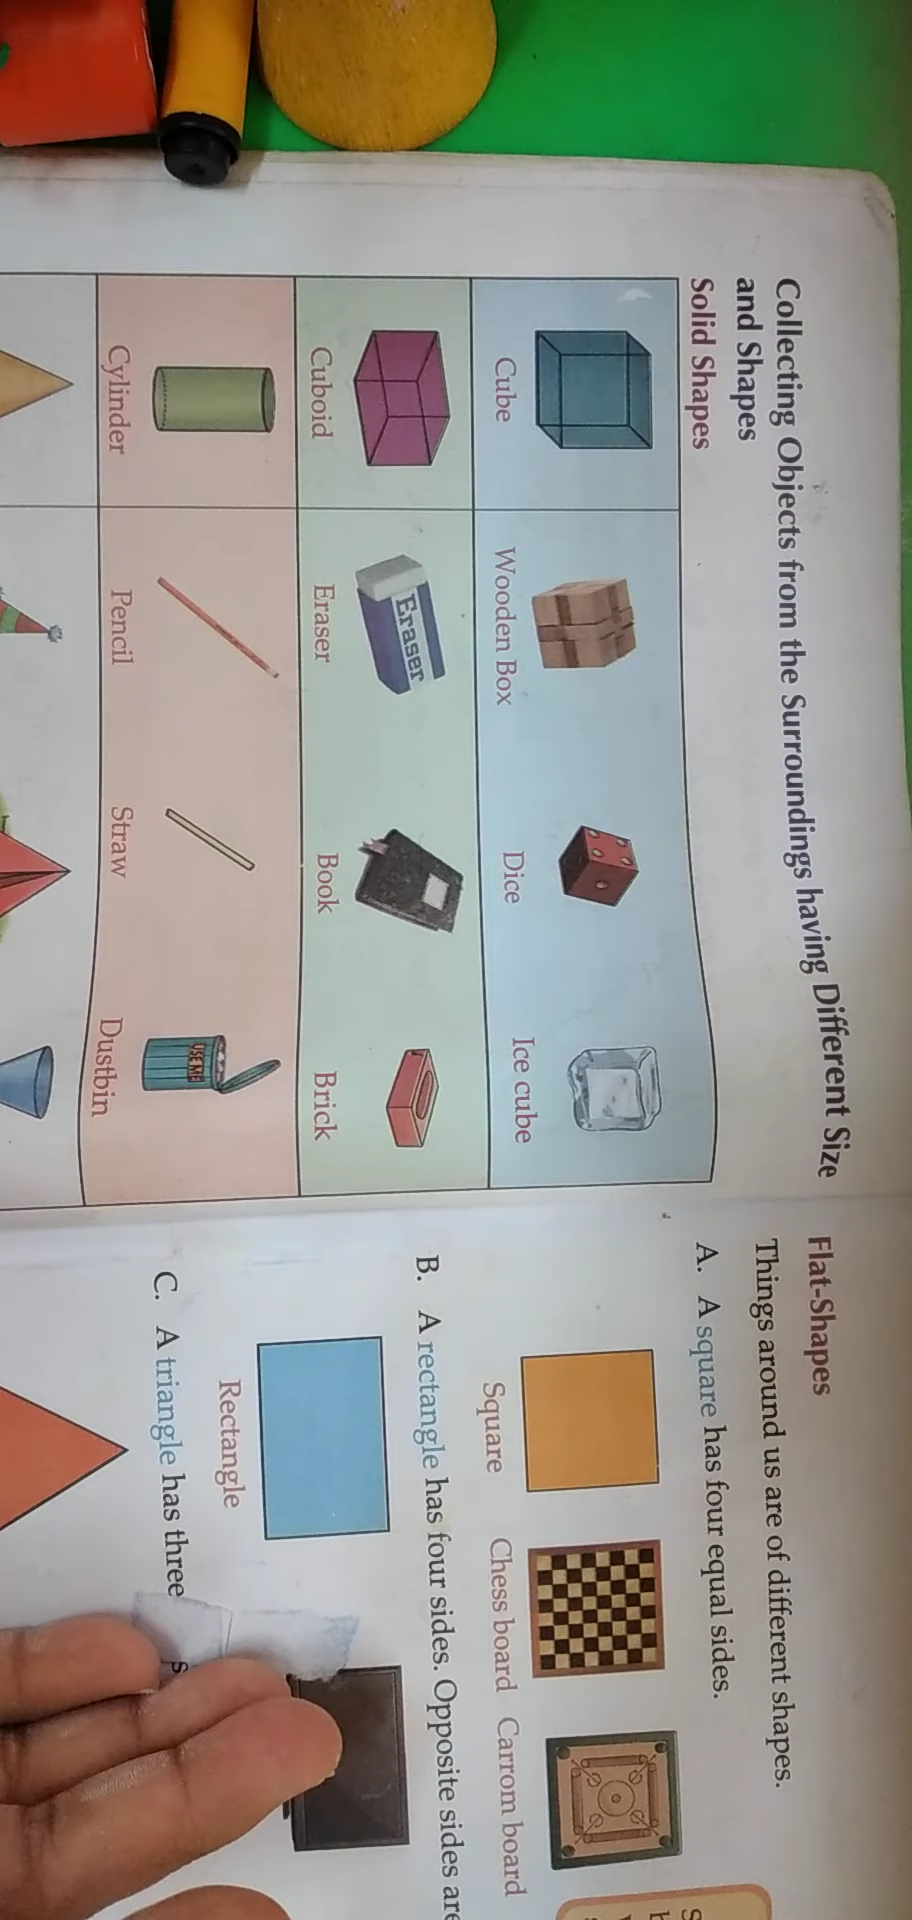 Collecting Objects from the Surroundings having Different Size
and Shapes
Solid Shapes
Cube Wooden Box Dice Ice cube
Eraser
Cuboid Eraser Book Brick
USE ME
Cylinder Pencil Straw Dustbin
Flat-Shapes
Things around us are of different shapes.
A. A square has four equal sides.
Square Chess board Carrom board
B. A rectangle has four sides. Opposite sides are
Rectangle
C. A triangle has three